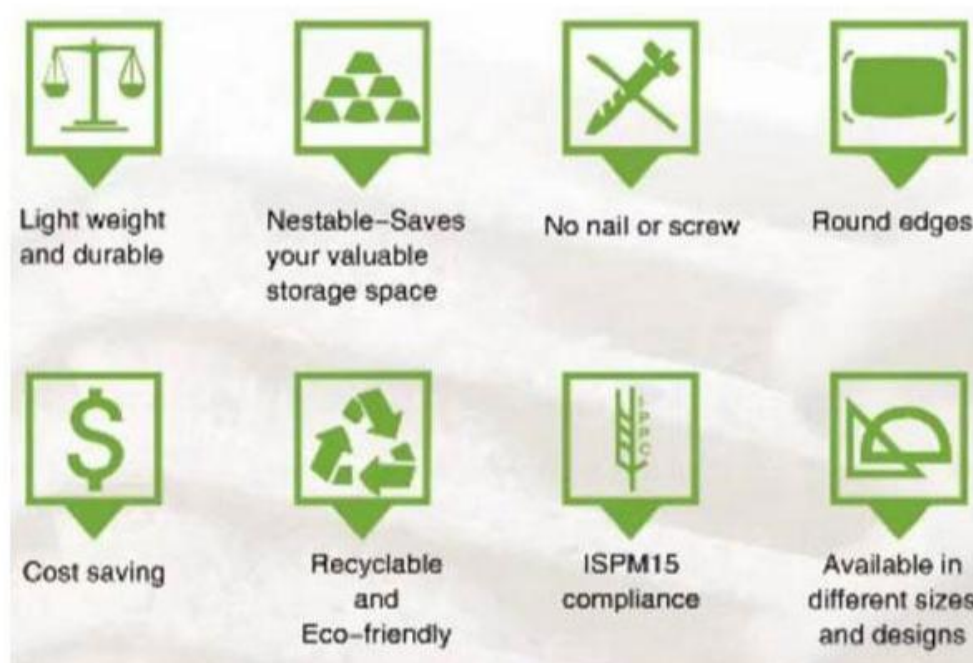 Light weight
and durable
Nestable–Saves
your valuable
storage space
No nail or screw
Round edges
Cost saving
Recyclable
and
Eco–friendly
IPPC
ISPM15
compliance
Available in
different sizes
and designs